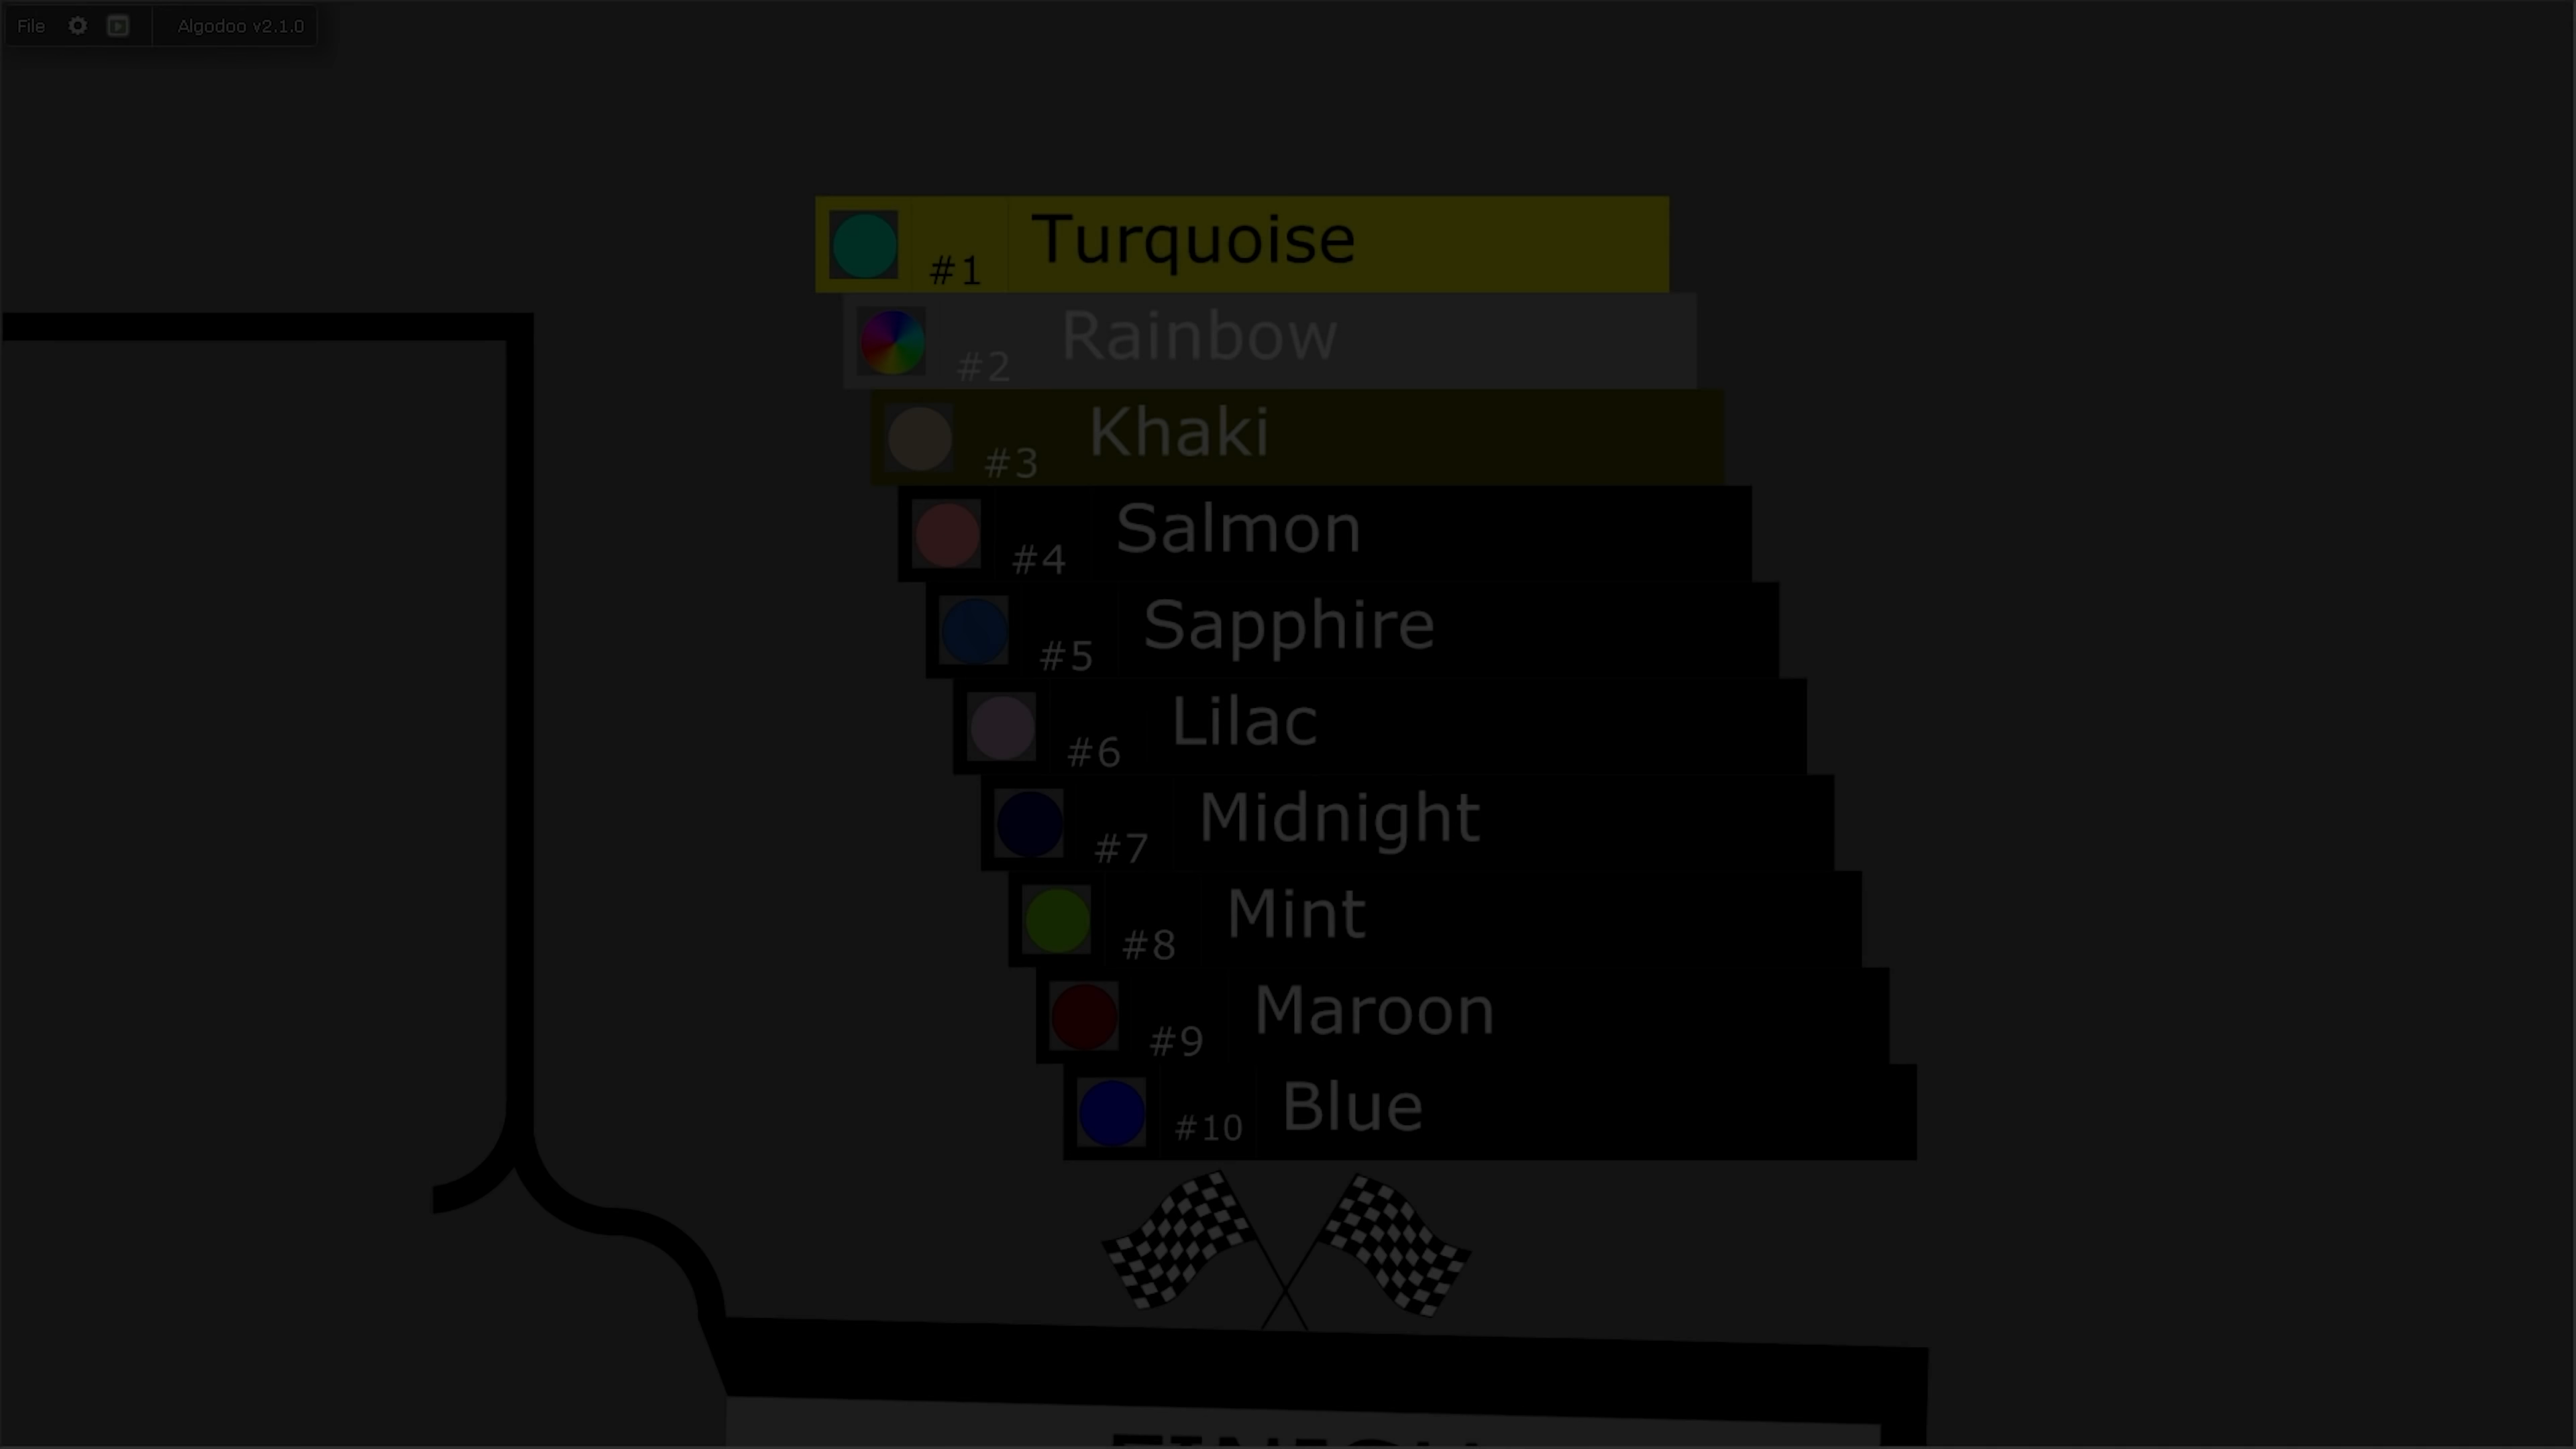 File Algodoo v2.1.0
#1 Turquoise
#2 Rainbow
#3 Khaki
#4 Salmon
#5 Sapphire
#6 Lilac
#7 Midnight
#8 Mint
#9 Maroon
#10 Blue